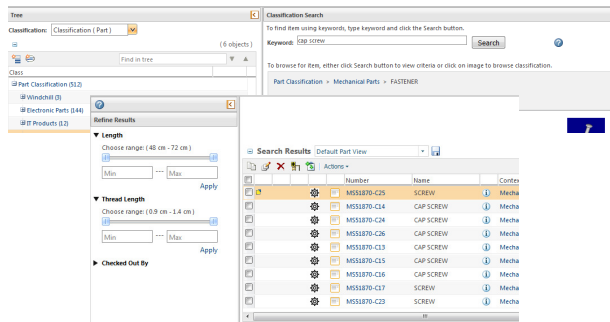 Tree
Classification: Classification ( Part )
( 6 objects )
Find in tree
Class
Part Classification (512)
Windchill (3)
Electronic Parts (144)
IT Products (12)
Classification Search
To find item using keywords, type keyword and click the Search button.
Keyword: cap screw Search
To browse for item, either click Search button to view criteria or click on image to browse classification.
Part Classification » Mechanical Parts » FASTENER
Refine Results
Length
Choose range: ( 48 cm - 72 cm )
Min --- Max
Apply
Thread Length
Choose range: ( 0.9 cm - 1.4 cm )
Min --- Max
Apply
Checked Out By
Search Results Default Part View
Actions
Number Name Contex
MS51870-C25 SCREW Mecha
MS51870-C14 CAP SCREW Mecha
MS51870-C24 CAP SCREW Mecha
MS51870-C26 CAP SCREW Mecha
MS51870-C13 CAP SCREW Mecha
MS51870-C15 CAP SCREW Mecha
MS51870-C16 CAP SCREW Mecha
MS51870-C17 SCREW Mecha
MS51870-C23 SCREW Mecha